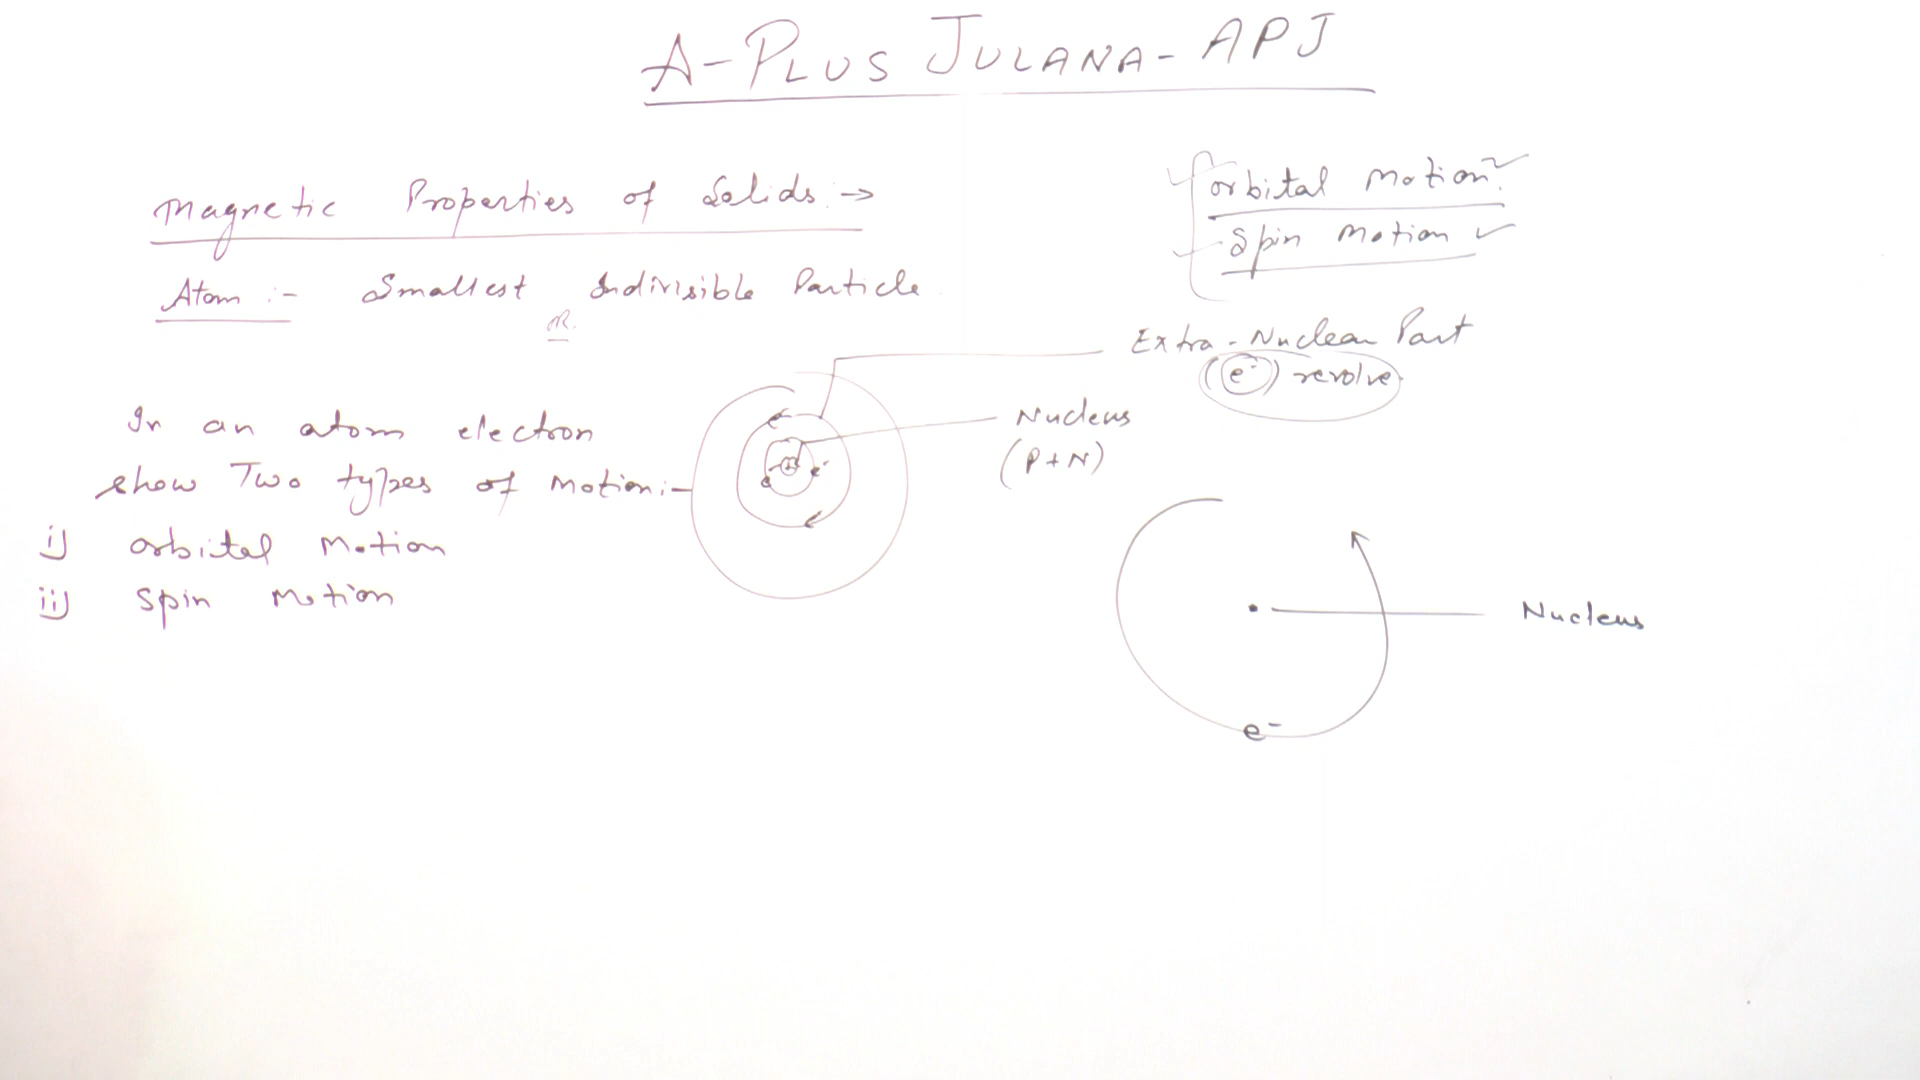 A-PLUS JULANA-APJ
Magnetic Properties of Solids :→
Atom :- Smallest Indivisible Particle
orbital Motion
Spin Motion
Extra-Nuclear Part
(e-) revolve
Nucleus
(P+N)
In an atom electron
show Two types of Motion:-
i) orbital Motion
ii) Spin Motion
e-
e-
Nucleus
e-